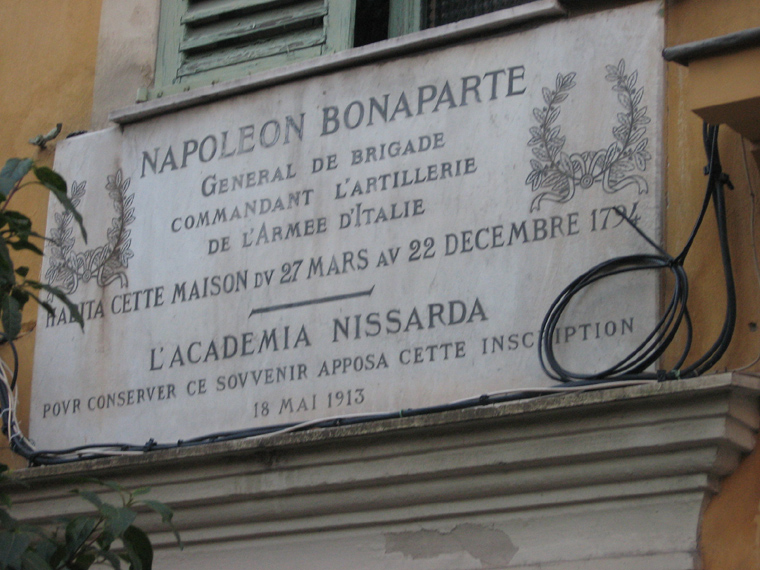 NAPOLEON BONAPARTE
GENERAL DE BRIGADE
COMMANDANT L'ARTILLERIE
DE L'ARMEE D'ITALIE
HABITA CETTE MAISON DV 27 MARS AV 22 DECEMBRE 1794
L'ACADEMIA NISSARDA
POVR CONSERVER CE SOVVENIR APPOSA CETTE INSCRIPTION
18 MAI 1913